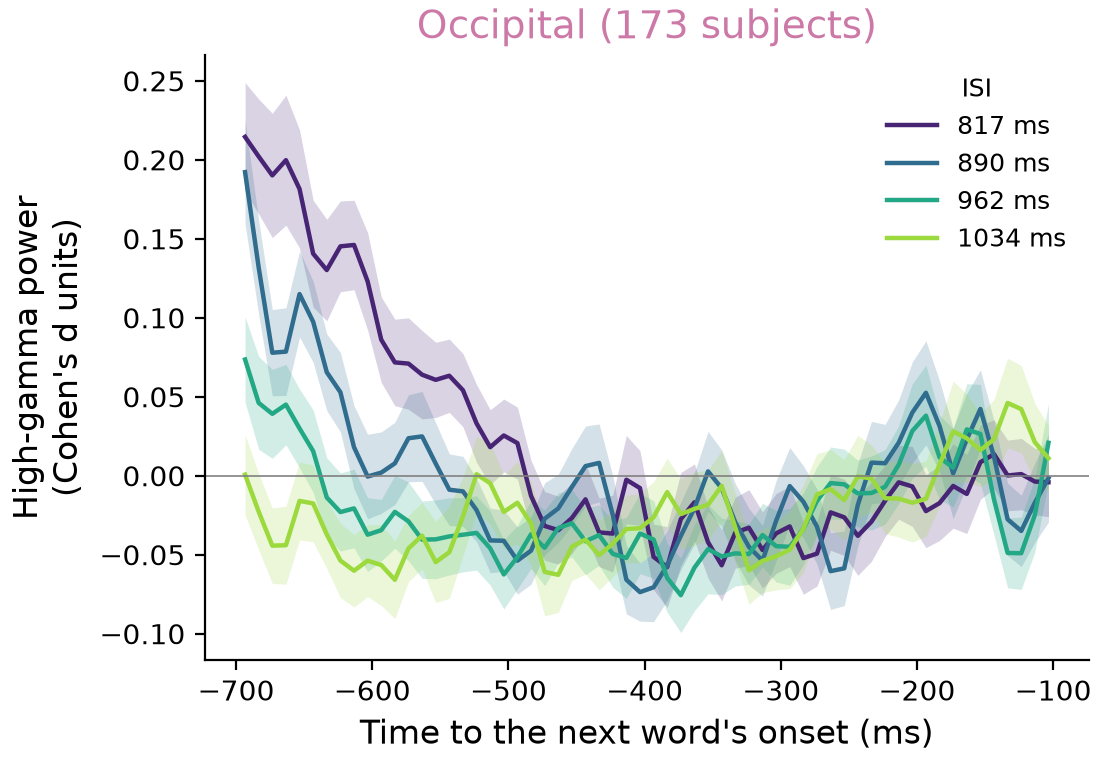 Occipital (173 subjects)
High-gamma power
(Cohen's d units)
0.25
0.20
0.15
0.10
0.05
0.00
−0.05
−0.10
ISI
817 ms
890 ms
962 ms
1034 ms
−700 −600 −500 −400 −300 −200 −100
Time to the next word's onset (ms)